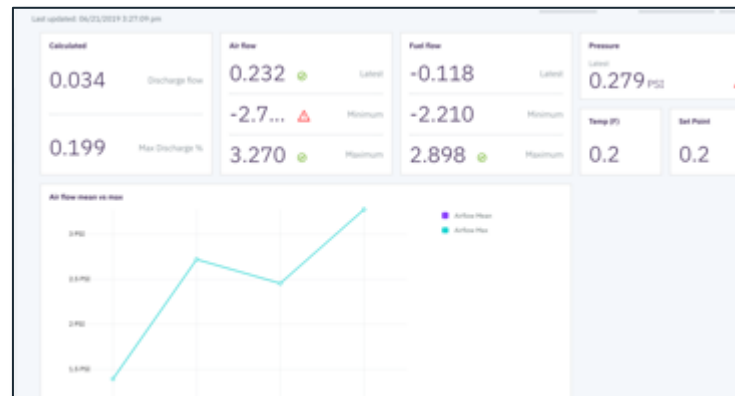 Last updated: 06/21/2019 3:27:09 pm
Calculated
0.034 Discharge flow
0.199 Max Discharge %
Air flow
0.232 Latest
-2.7... Minimum
3.270 Maximum
Fuel flow
-0.118 Latest
-2.210 Minimum
2.898 Maximum
Pressure
Latest
0.279 PSI
Temp (F)
0.2
Set Point
0.2
Air flow mean vs max
3 PSI
2.5 PSI
2 PSI
1.5 PSI
Airflow Mean
Airflow Max